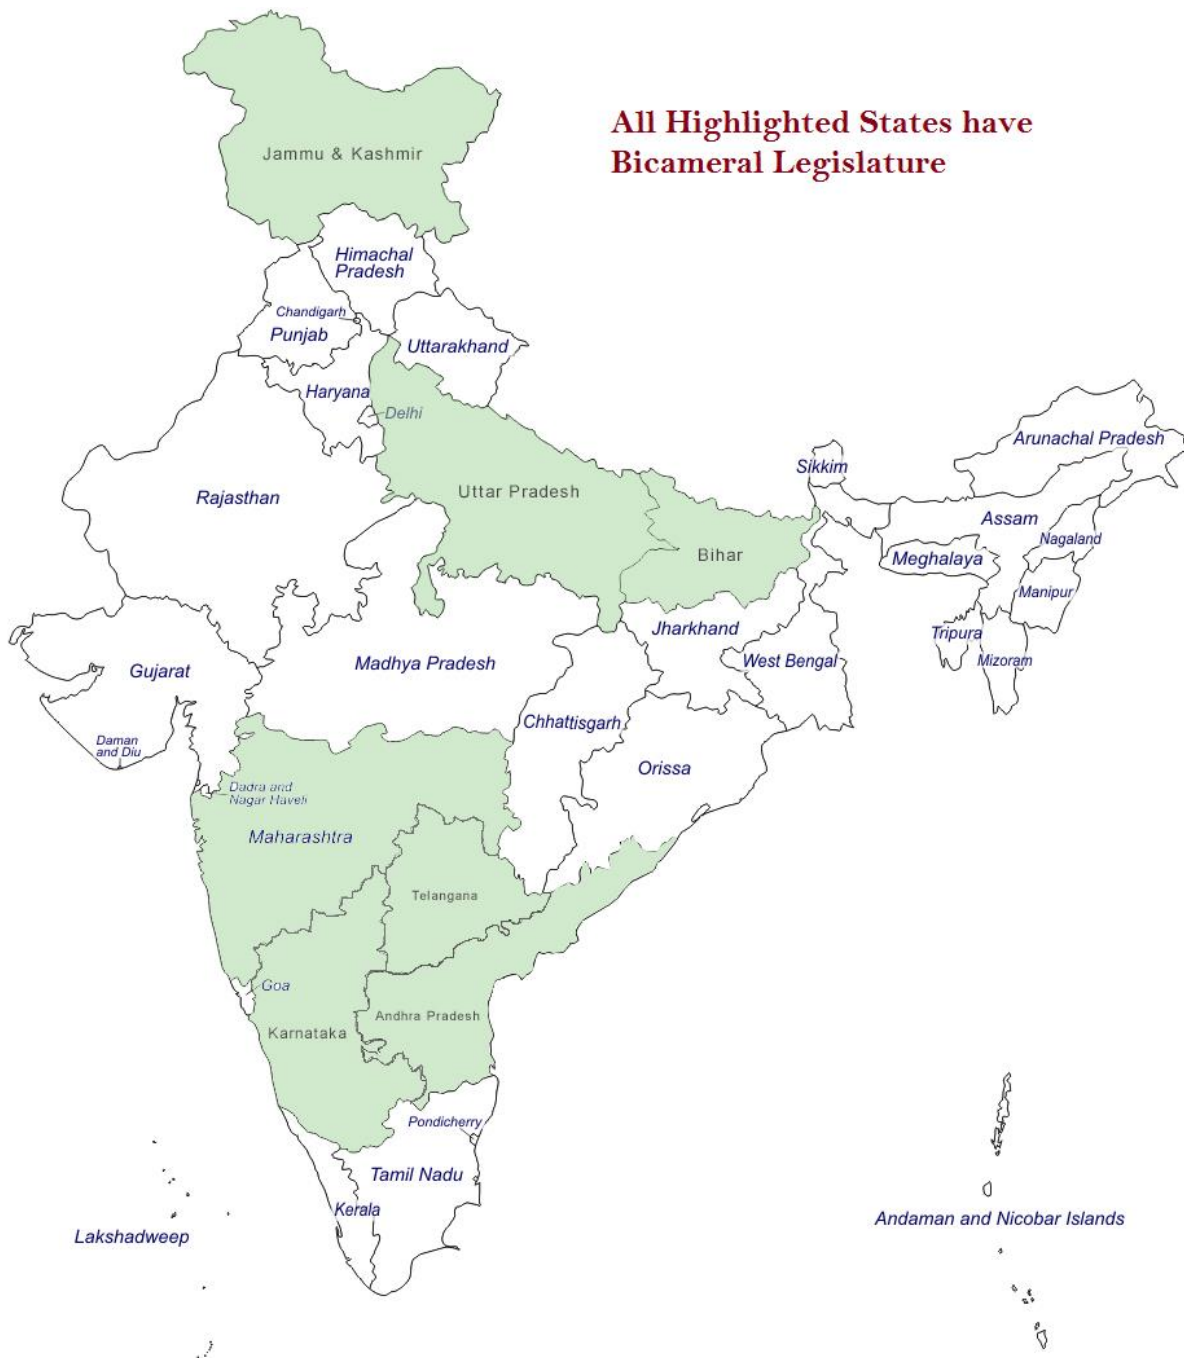 All Highlighted States have
Bicameral Legislature
Jammu & Kashmir
Himachal
Pradesh
Chandigarh
Punjab
Uttarakhand
Haryana
Delhi
Arunachal Pradesh
Sikkim
Rajasthan
Uttar Pradesh
Assam
Nagaland
Bihar
Meghalaya
Manipur
Jharkhand
Tripura
Mizoram
West Bengal
Madhya Pradesh
Gujarat
Chhattisgarh
Daman
and Diu
Orissa
Dadra and
Nagar Haveli
Maharashtra
Telangana
Goa
Andhra Pradesh
Karnataka
Pondicherry
Tamil Nadu
Kerala
Lakshadweep
Andaman and Nicobar Islands